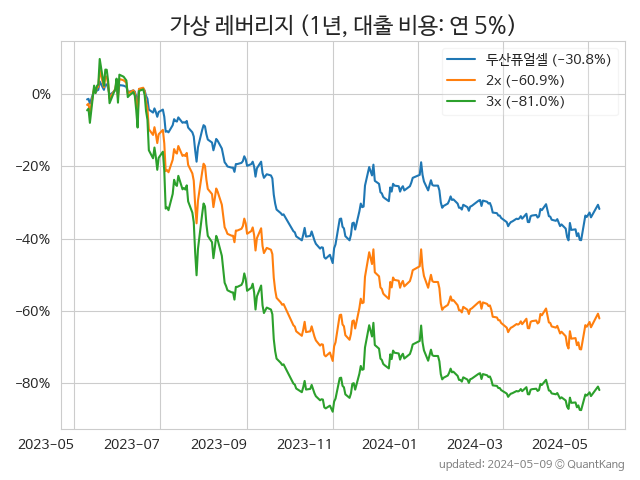 가상 레버리지 (1년, 대출 비용: 연 5%)
두산퓨얼셀 (−30.8%)
2x (−60.9%)
3x (−81.0%)
0%
−20%
−40%
−60%
−80%
2023-05 2023-07 2023-09 2023-11 2024-01 2024-03 2024-05
updated: 2024-05-09 © QuantKang